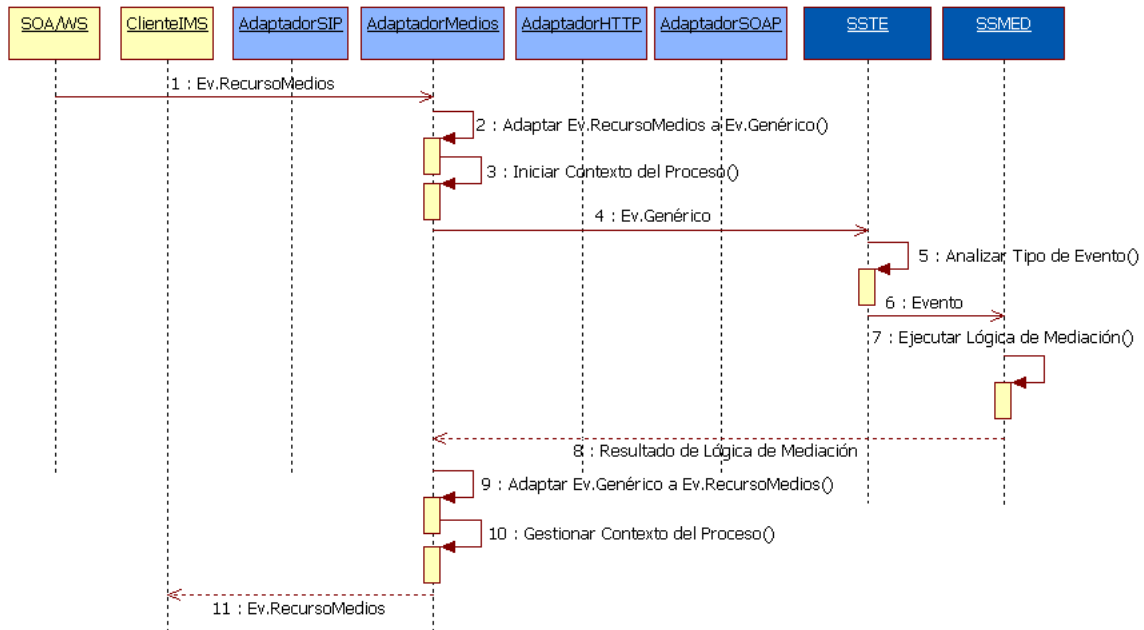 SOA/WS
ClienteIMS
AdaptadorSIP
AdaptadorMedios
AdaptadorHTTP
AdaptadorSOAP
SSTE
SSMED
1 : Ev.RecursoMedios
2 : Adaptar Ev.RecursoMedios a Ev.Genérico()
3 : Iniciar Contexto del Proceso()
4 : Ev.Genérico
5 : Analizar Tipo de Evento()
6 : Evento
7 : Ejecutar Lógica de Mediación()
8 : Resultado de Lógica de Mediación
9 : Adaptar Ev.Genérico a Ev.RecursoMedios()
10 : Gestionar Contexto del Proceso()
11 : Ev.RecursoMedios